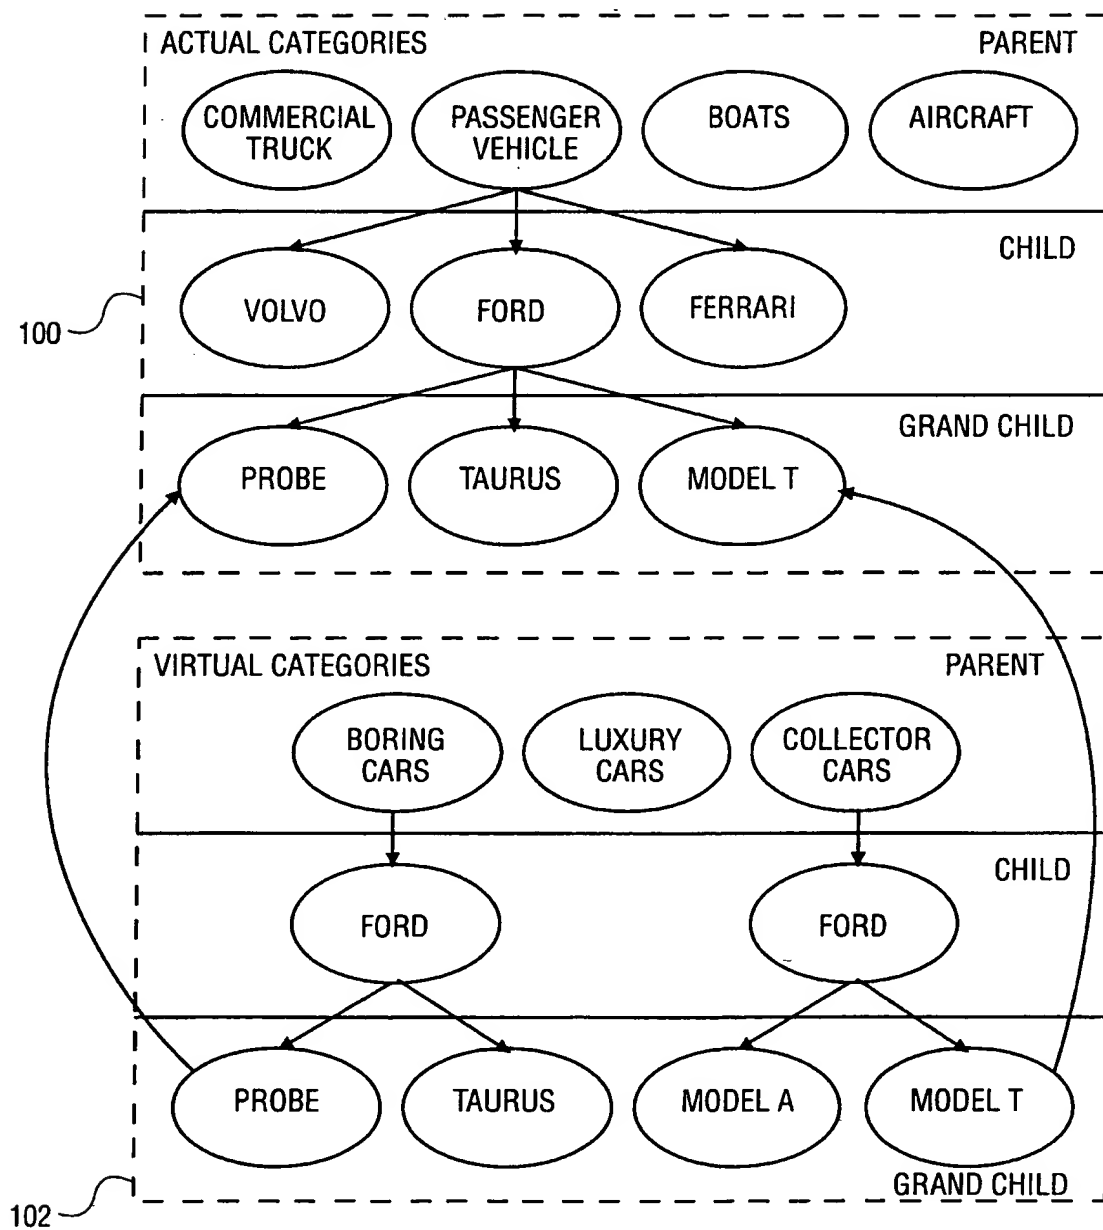 ACTUAL CATEGORIES PARENT
COMMERCIAL TRUCK
PASSENGER VEHICLE
BOATS
AIRCRAFT
CHILD
VOLVO
FORD
FERRARI
100
GRAND CHILD
PROBE
TAURUS
MODEL T
VIRTUAL CATEGORIES PARENT
BORING CARS
LUXURY CARS
COLLECTOR CARS
CHILD
FORD
FORD
PROBE
TAURUS
MODEL A
MODEL T
GRAND CHILD
102